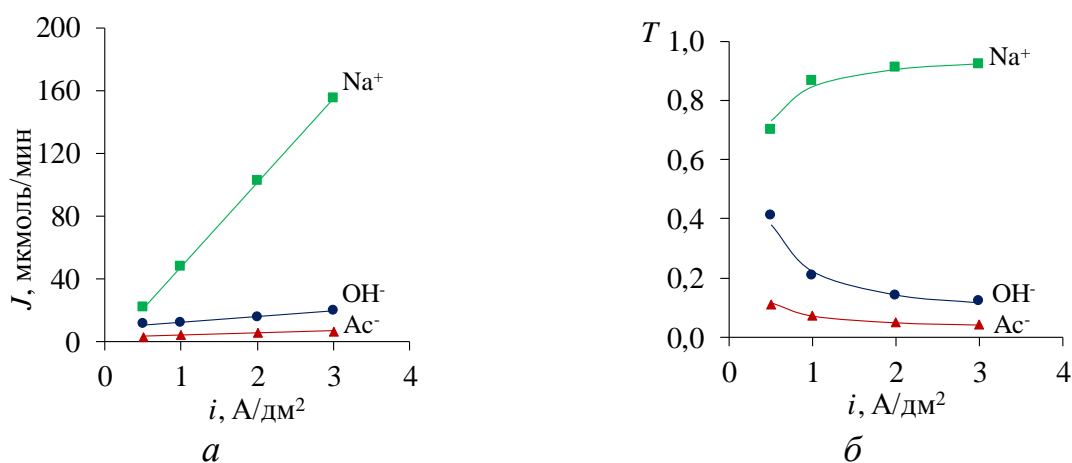 J, мкмоль/мин
200
160
120
80
40
0
Na⁺
OH⁻
Ac⁻
0 1 2 3 4
i, А/дм²
а
T
1,0
0,8
0,6
0,4
0,2
0,0
Na⁺
OH⁻
Ac⁻
0 1 2 3 4
i, А/дм²
б